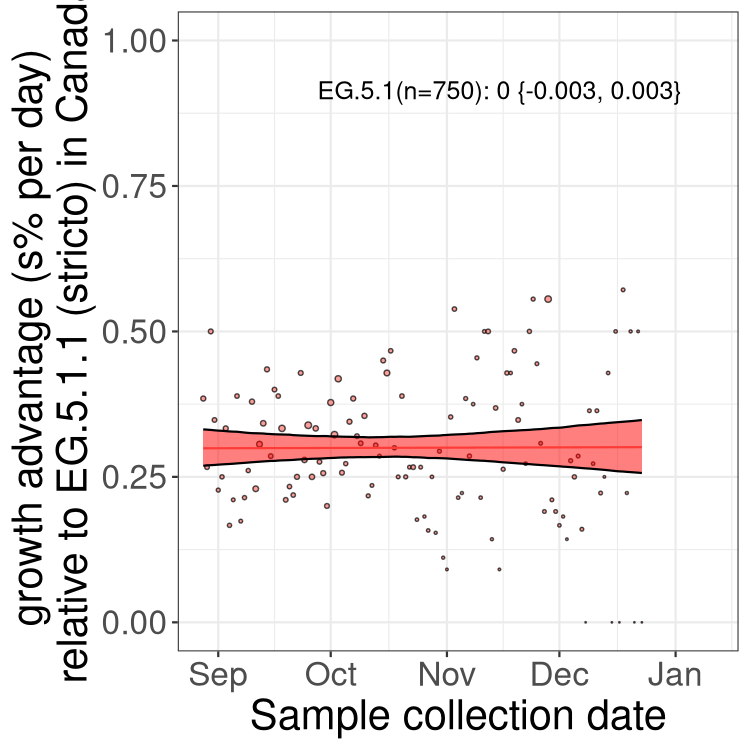 growth advantage (s% per day)
relative to EG.5.1.1 (stricto) in Canada
1.00
0.75
0.50
0.25
0.00
EG.5.1(n=750): 0 {-0.003, 0.003}
Sep Oct Nov Dec Jan
Sample collection date